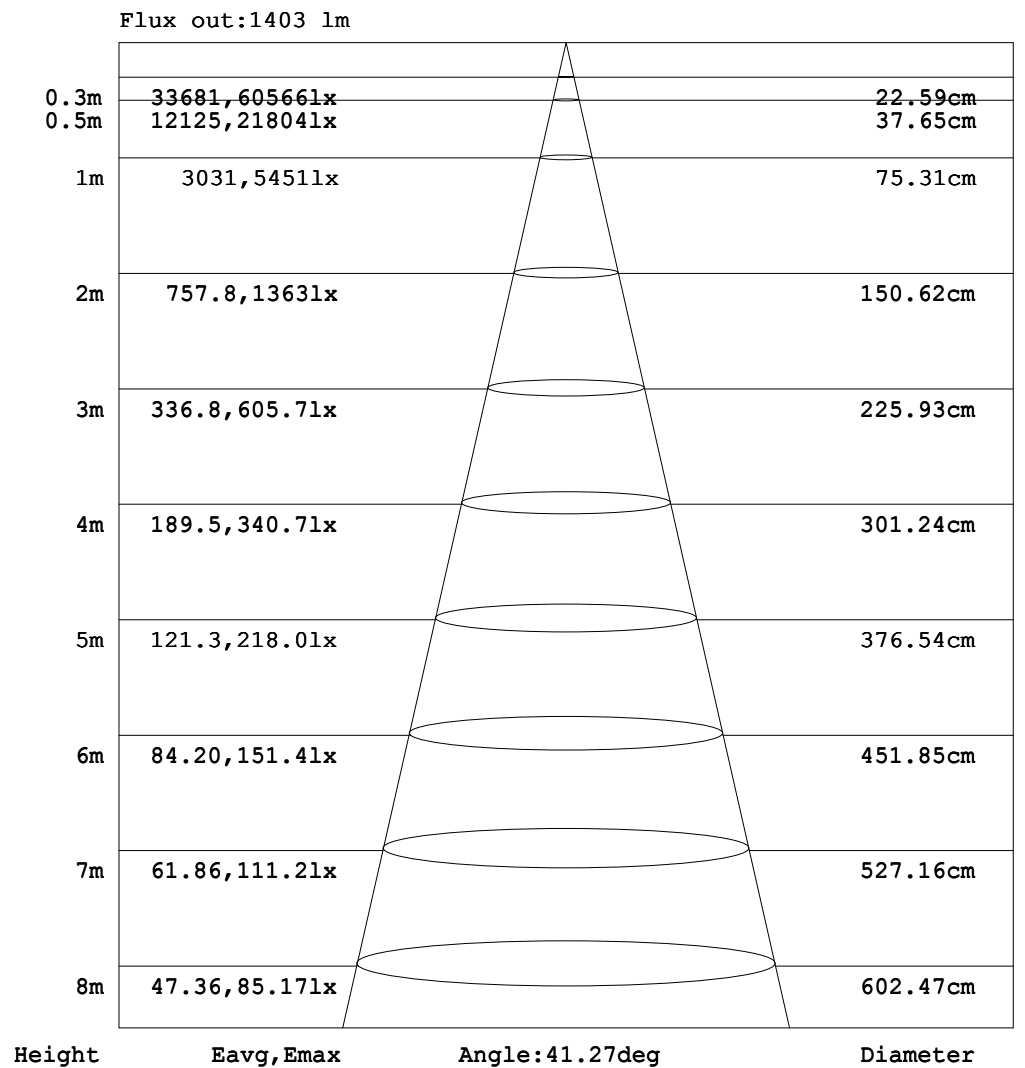 Flux out:1403 lm
0.3m 33681,60566lx 22.59cm
0.5m 12125,21804lx 37.65cm
1m 3031,5451lx 75.31cm
2m 757.8,1363lx 150.62cm
3m 336.8,605.7lx 225.93cm
4m 189.5,340.7lx 301.24cm
5m 121.3,218.0lx 376.54cm
6m 84.20,151.4lx 451.85cm
7m 61.86,111.2lx 527.16cm
8m 47.36,85.17lx 602.47cm
Height Eavg,Emax Angle:41.27deg Diameter